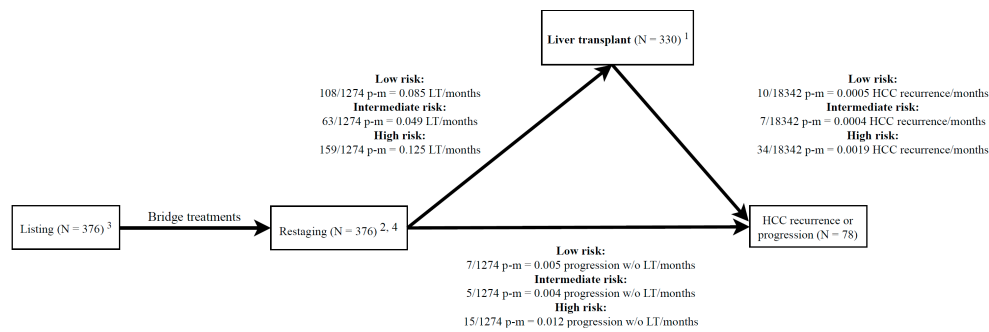 Liver transplant (N = 330) 1
Low risk:
108/1274 p-m = 0.085 LT/months
Intermediate risk:
63/1274 p-m = 0.049 LT/months
High risk:
159/1274 p-m = 0.125 LT/months
Low risk:
10/18342 p-m = 0.0005 HCC recurrence/months
Intermediate risk:
7/18342 p-m = 0.0004 HCC recurrence/months
High risk:
34/18342 p-m = 0.0019 HCC recurrence/months
Listing (N = 376) 3
Bridge treatments
Restaging (N = 376) 2, 4
HCC recurrence or
progression (N = 78)
Low risk:
7/1274 p-m = 0.005 progression w/o LT/months
Intermediate risk:
5/1274 p-m = 0.004 progression w/o LT/months
High risk:
15/1274 p-m = 0.012 progression w/o LT/months